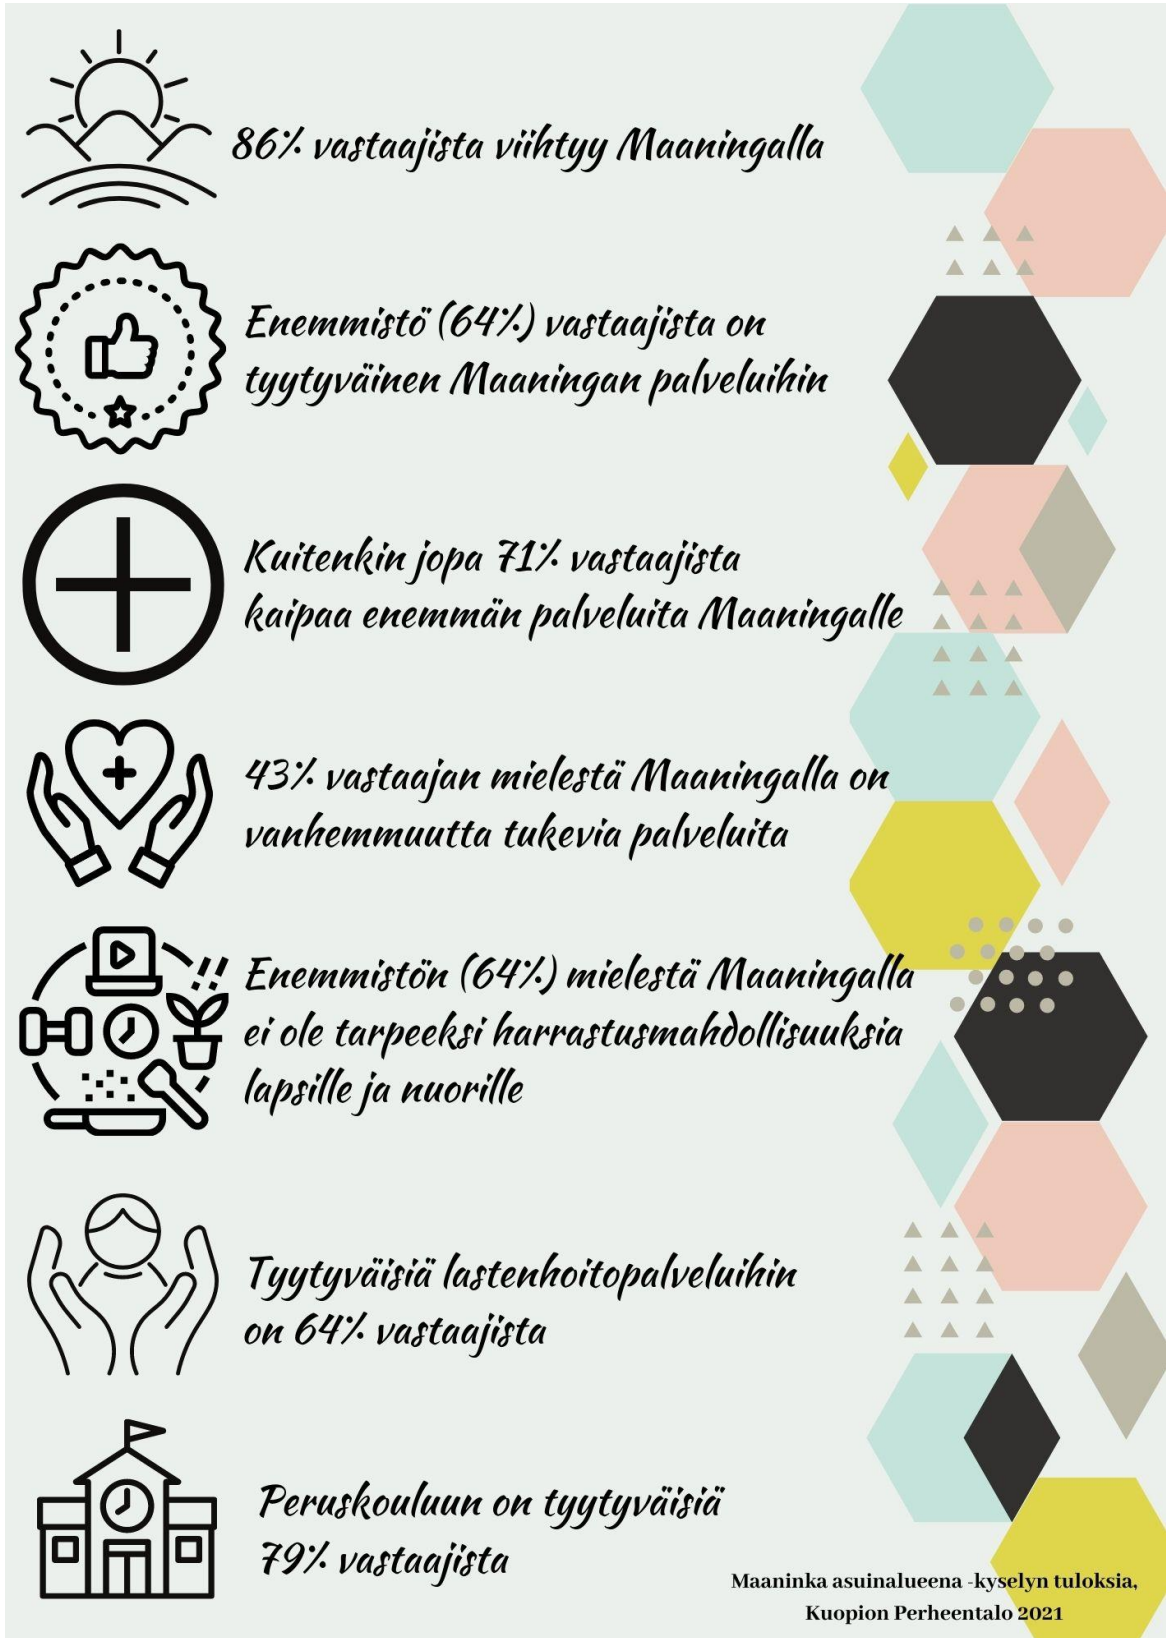 86% vastaajista viihtyy Maaningalla
Enemmistö (64%) vastaajista on
tyytyväinen Maaningan palveluihin
Kuitenkin jopa 71% vastaajista
kaipaa enemmän palveluita Maaningalle
43% vastaajan mielestä Maaningalla on
vanhemmuutta tukevia palveluita
Enemmistön (64%) mielestä Maaningalla
ei ole tarpeeksi harrastusmahdollisuuksia
lapsille ja nuorille
Tyytyväisiä lastenhoitopalveluihin
on 64% vastaajista
Peruskouluun on tyytyväisiä
79% vastaajista
Maaninka asuinalueena -kyselyn tuloksia,
Kuopion Perheentalo 2021